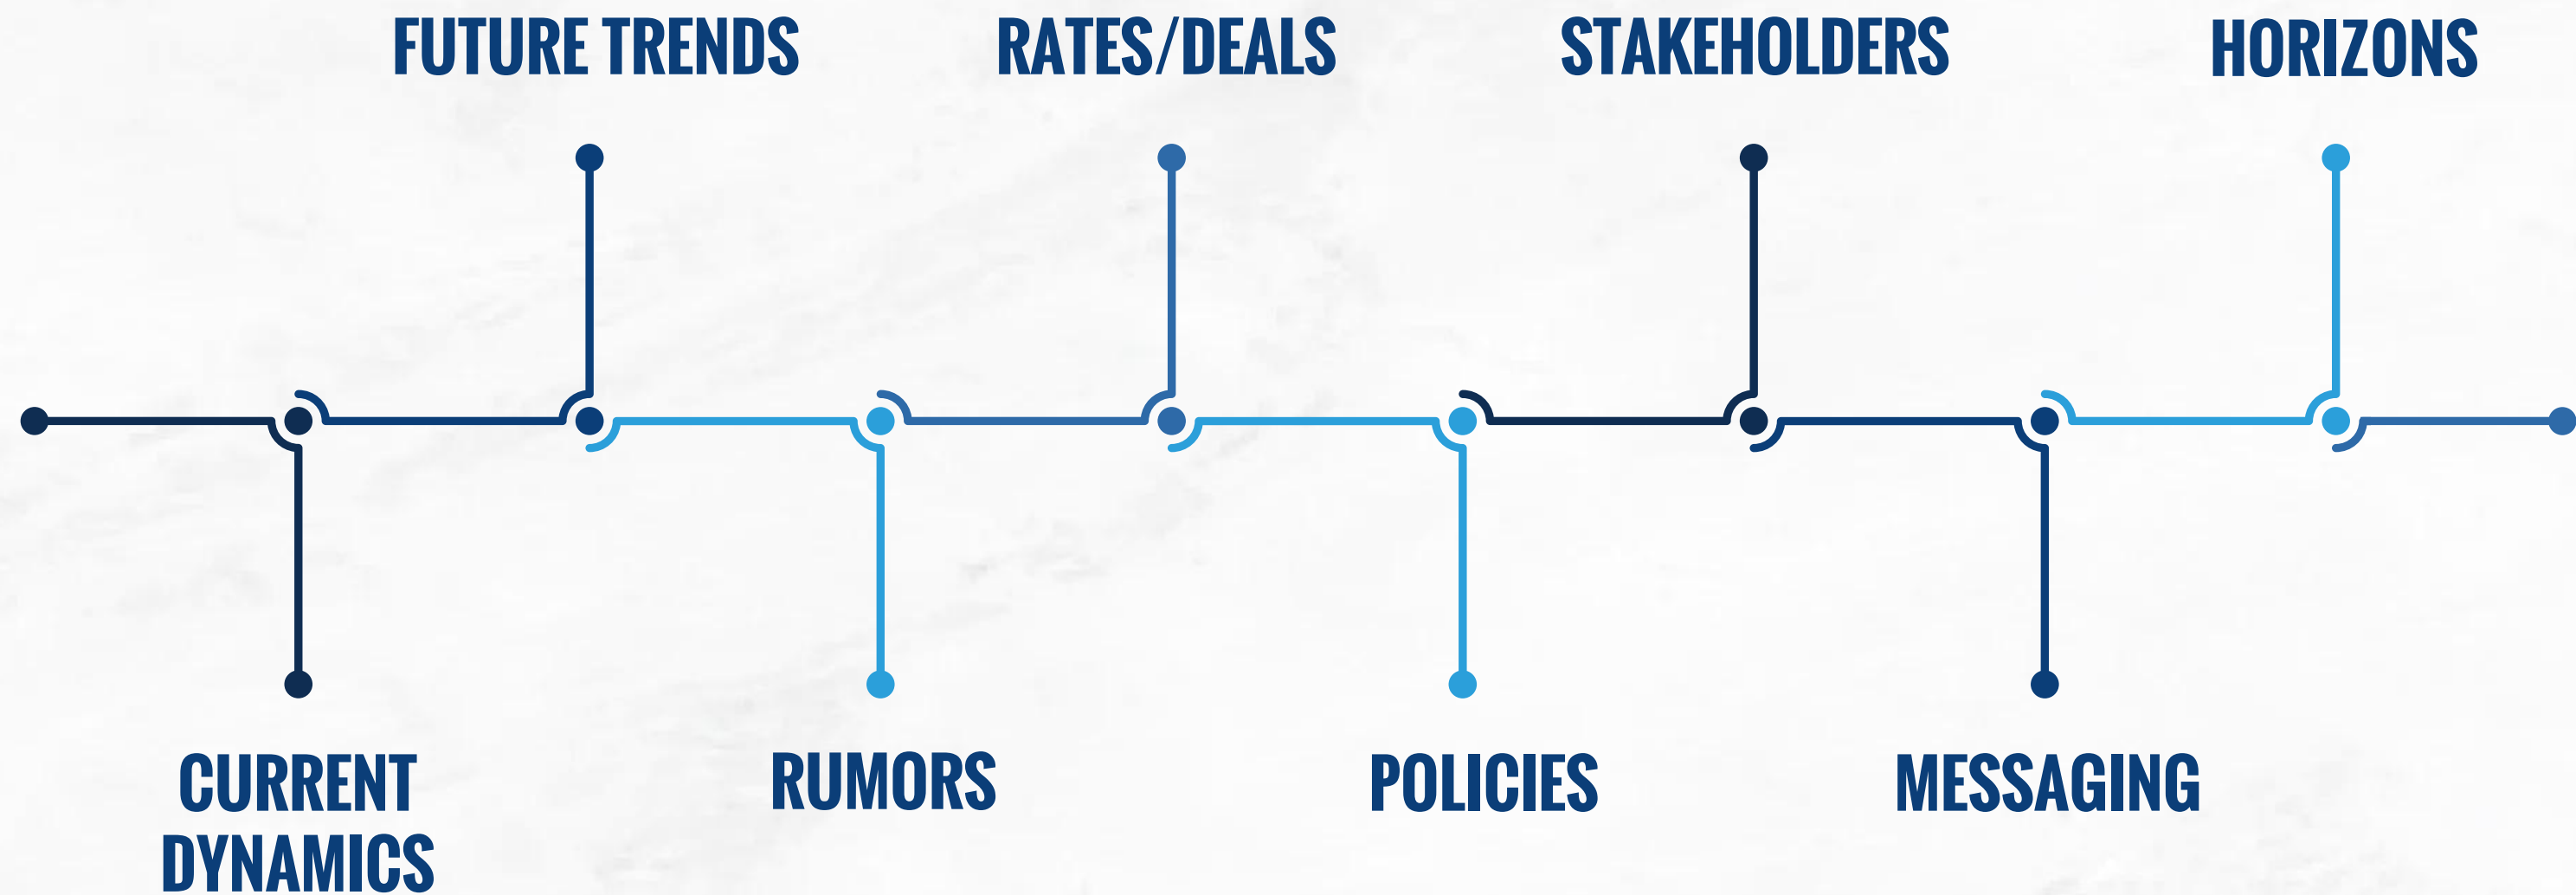 FUTURE TRENDS
RATES/DEALS
STAKEHOLDERS
HORIZONS
CURRENT
DYNAMICS
RUMORS
POLICIES
MESSAGING